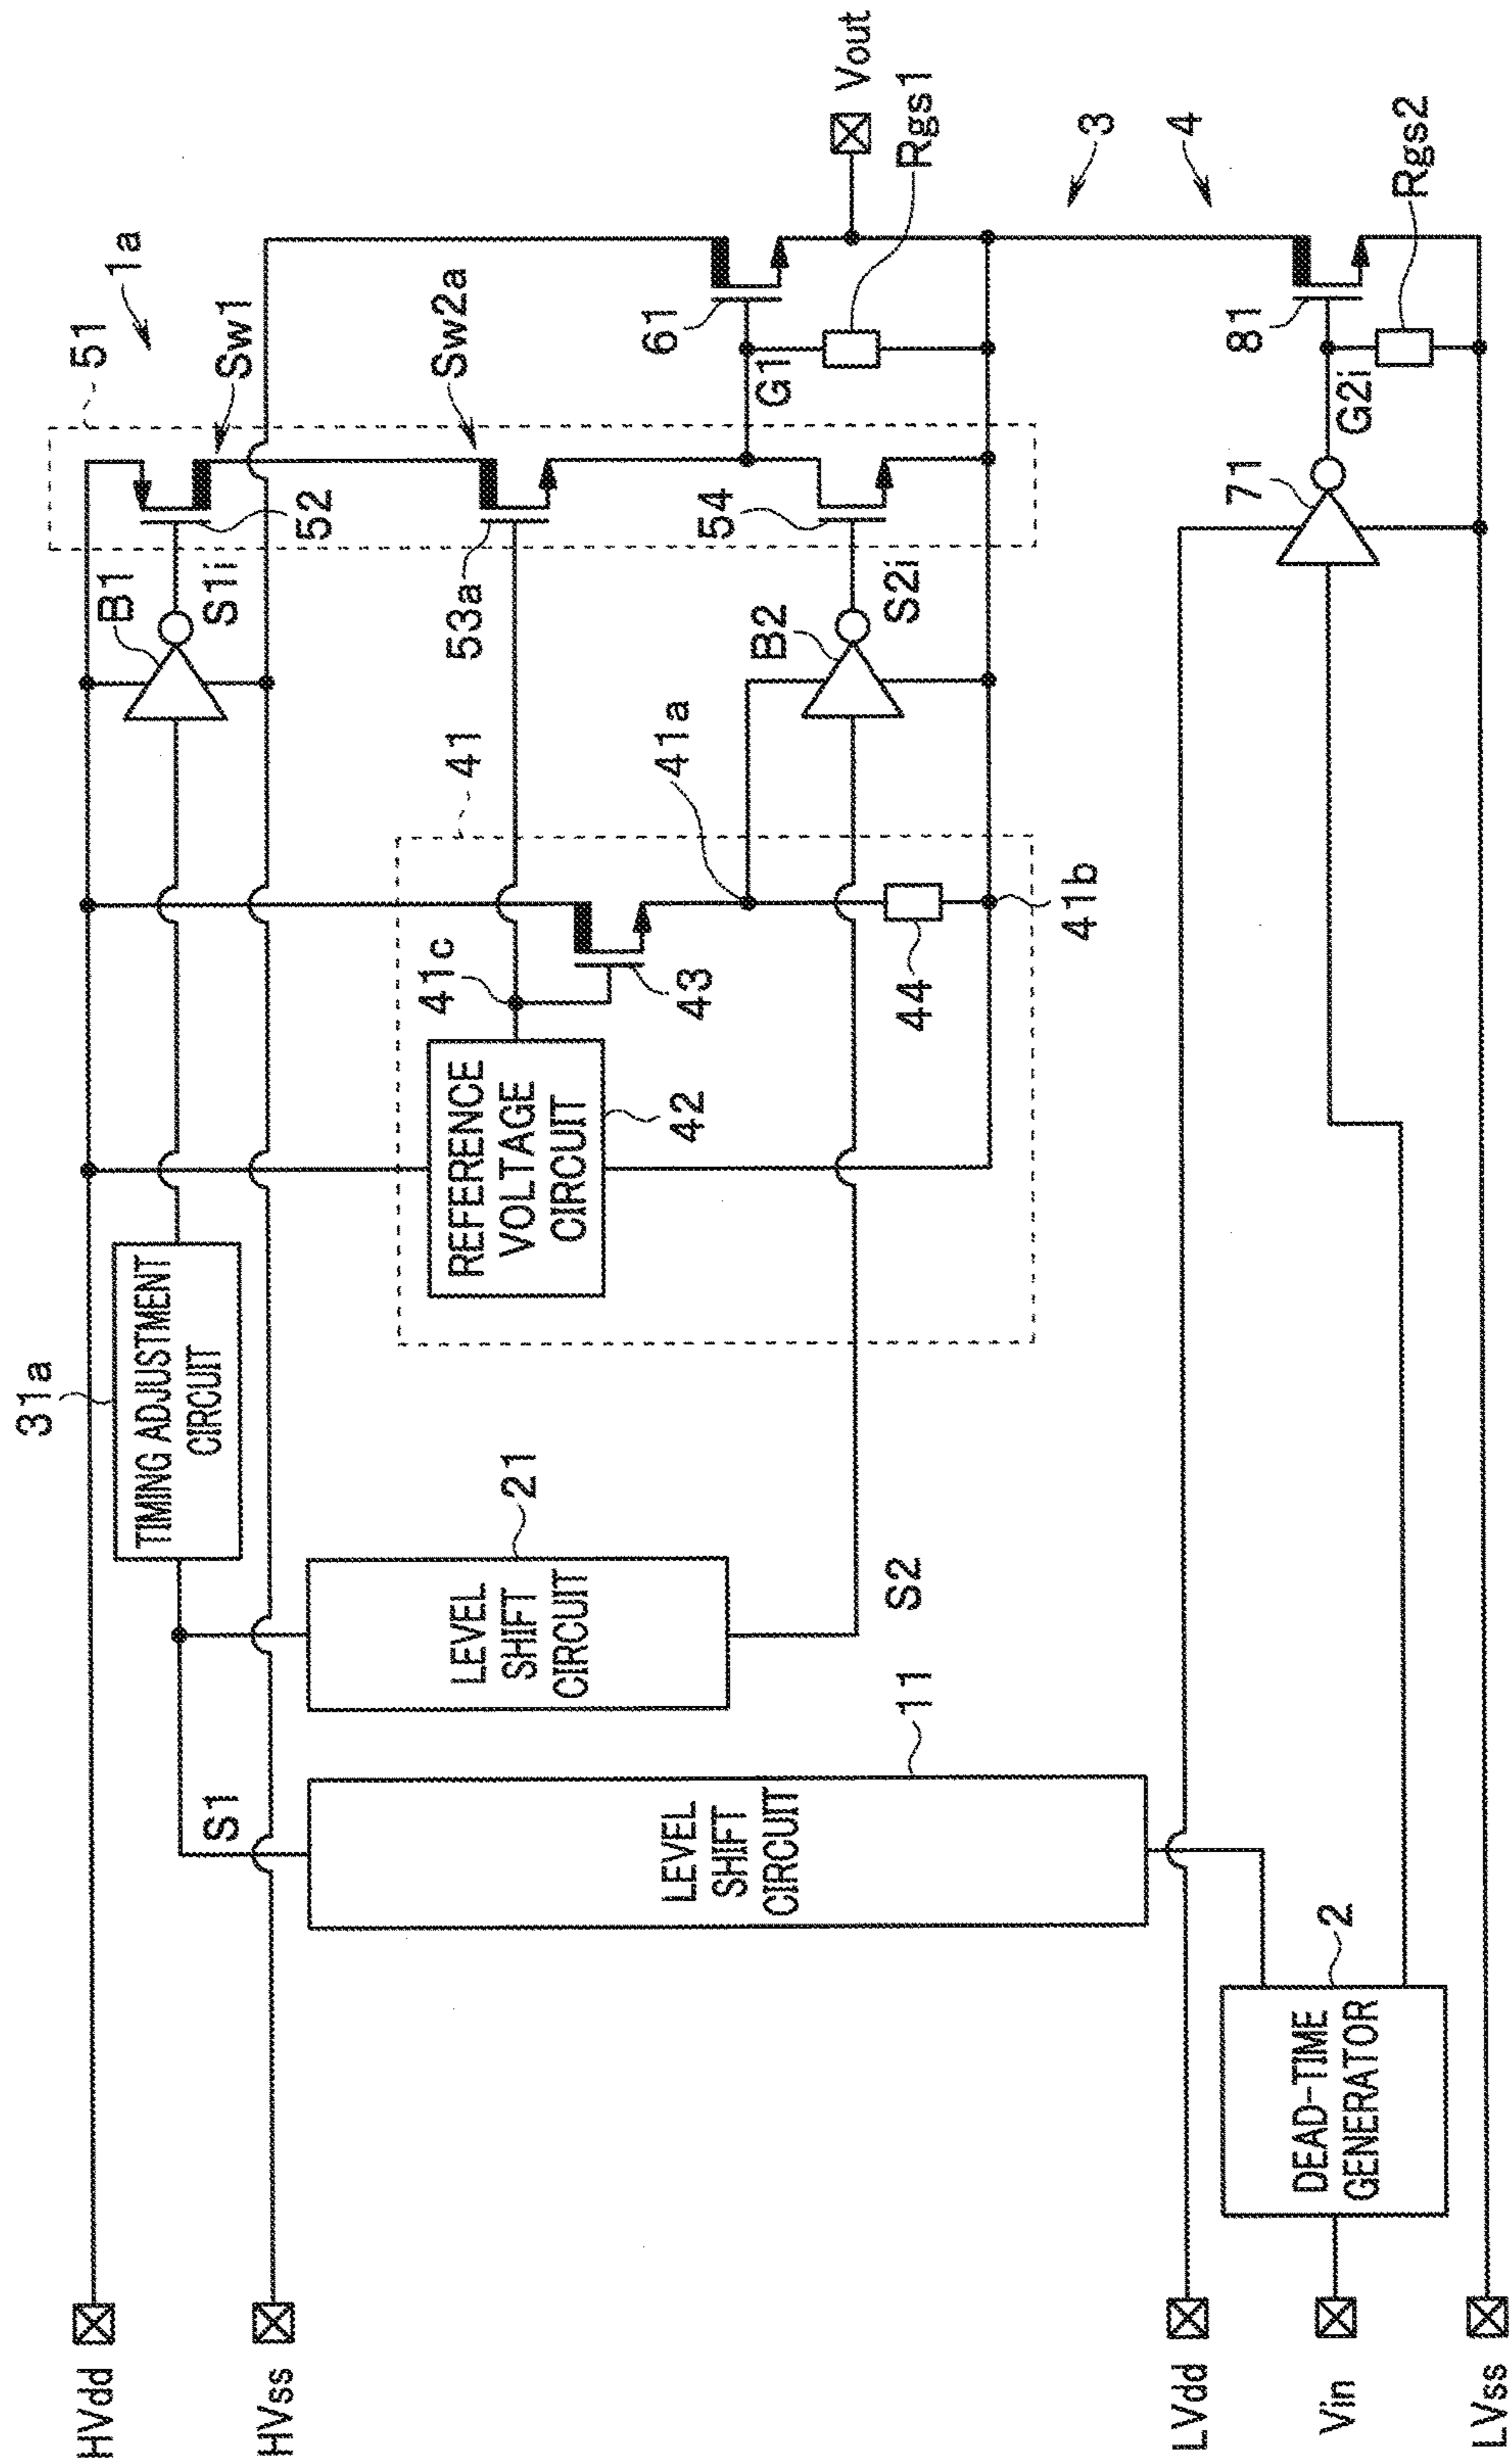 HVdd
HVss
LVdd
Vin
LVss
DEAD-TIME
GENERATOR
2
S1
LEVEL
SHIFT
CIRCUIT
11
LEVEL
SHIFT
CIRCUIT
21
S2
31a
TIMING ADJUSTMENT
CIRCUIT
REFERENCE
VOLTAGE
CIRCUIT
42
41c
43
44
41
41a
41b
B1
S1i
53a
B2
S2i
51
1a
Sw1
52
Sw2a
54
61
G1
Rgs1
Vout
3
4
71
G2i
81
Rgs2